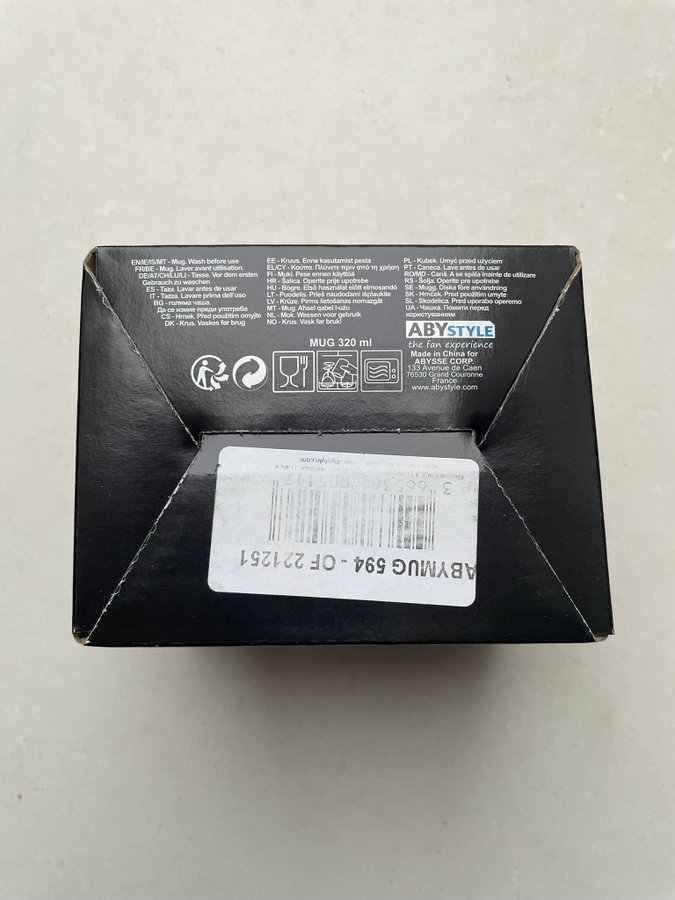 EN/IE/IS/MT - Mug. Wash before use
FR/BE - Mug. Laver avant utilisation.
DE/AT/CH/LU/LI - Tasse. Vor dem ersten
Gebrauch zu waschen
ES - Taza. Lavar antes de usar
IT - Tazza. Lavare prima dell'uso
BG - голяма чаша.
Да се измие преди употреба
CS - Hrnek. Před použitím omyjte
DK - Krus. Vaskes før brug
EE - Kruus. Enne kasutamist pesta
EL/CY - Κούπα. Πλύνετε πριν από τη χρήση
FI - Muki. Pese ennen käyttöä
HR - Šalica. Operite prije upotrebe
HU - Bögre. Első használat előtt elmosandó
LT - Puodelis. Prieš naudodami išplaukite
LV - Krūze. Pirms lietošanas nomazgāt
MT - Mug. Aħsel qabel l-użu
NL - Mok. Wassen voor gebruik
NO - Krus. Vask før bruk!
PL - Kubek. Umyć przed użyciem
PT - Caneca. Lave antes de usar
RO/MD - Cană. A se spăla înainte de utilizare
RS - Šolja. Operite pre upotrebe
SE - Mugg. Diska före användning
SK - Hrnček. Pred použitím umyte
SL - Skodelica. Pred uporabo operemo
UA - Чашка. Помити перед
користуванням
MUG 320 ml
ABYSTYLE
the fan experience
Made in China for
ABYSSE CORP.
133 Avenue de Caen
76530 Grand Couronne
France
www.abystyle.com
ABYMUG 594 - OF 221251